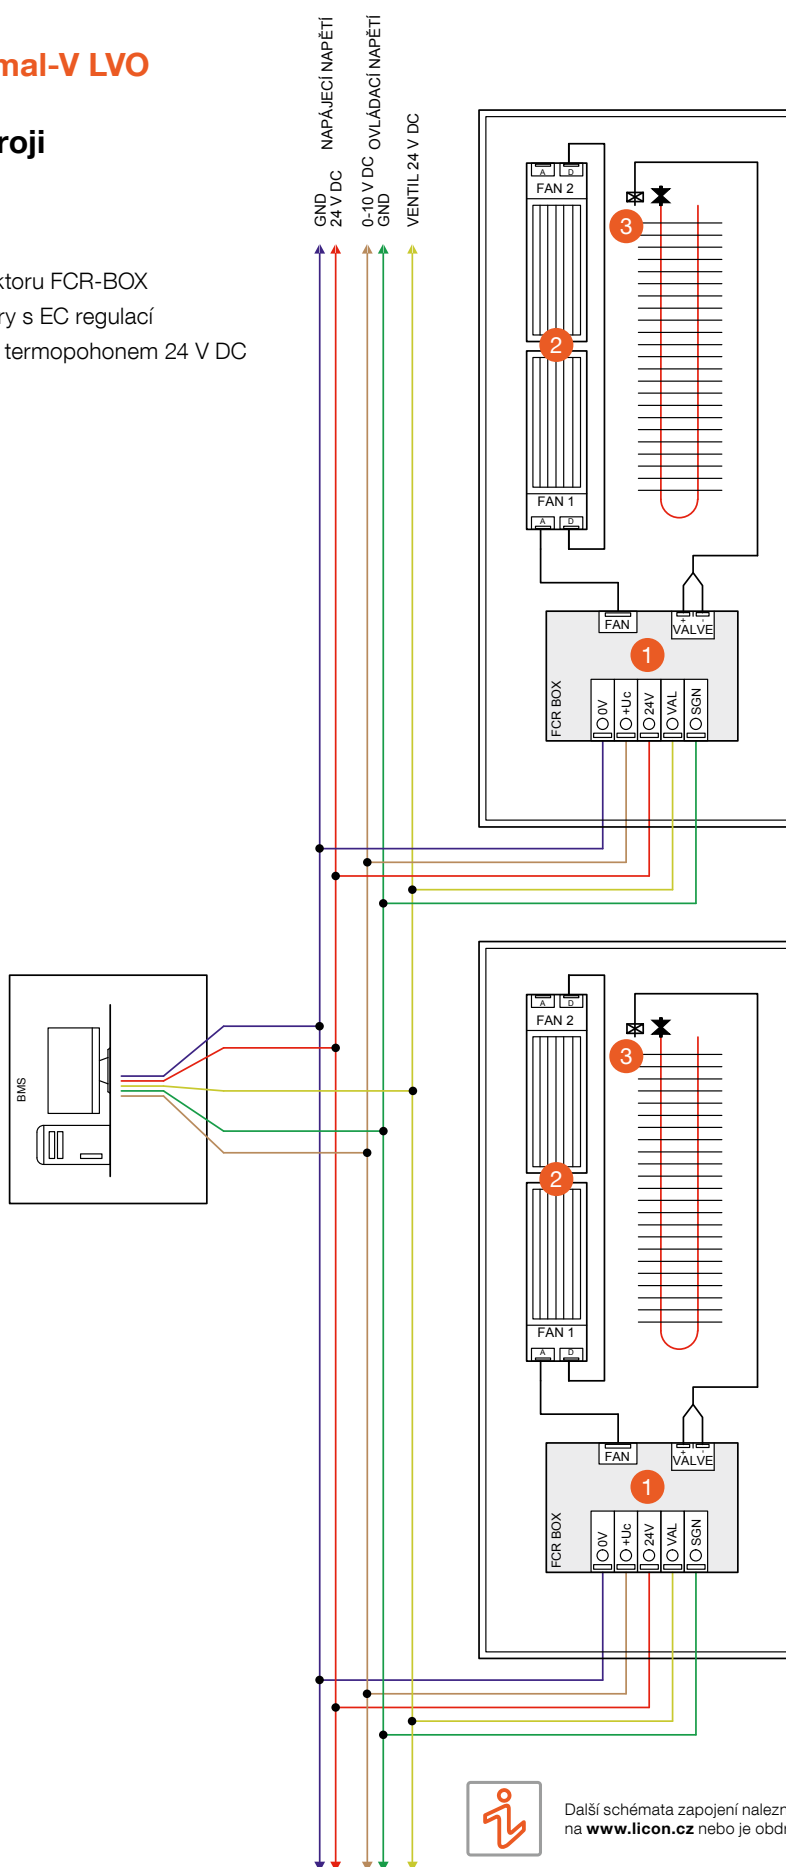 mal-V LVO
roji
ktoru FCR-BOX
ry s EC regulací
termopohonem 24 V DC
GND
24 V DC
NAPÁJECÍ NAPĚTÍ
0-10 V DC
GND
OVLÁDACÍ NAPĚTÍ
VENTIL 24 V DC
A D
FAN 2
3
2
FAN 1
A D
FAN
+ -
VALVE
1
FCR BOX
0V
+Uc
24V
VAL
SGN
BMS
A D
FAN 2
3
2
FAN 1
A D
FAN
+ -
VALVE
1
FCR BOX
0V
+Uc
24V
VAL
SGN
Další schémata zapojení nalezn
na www.licon.cz nebo je obdr